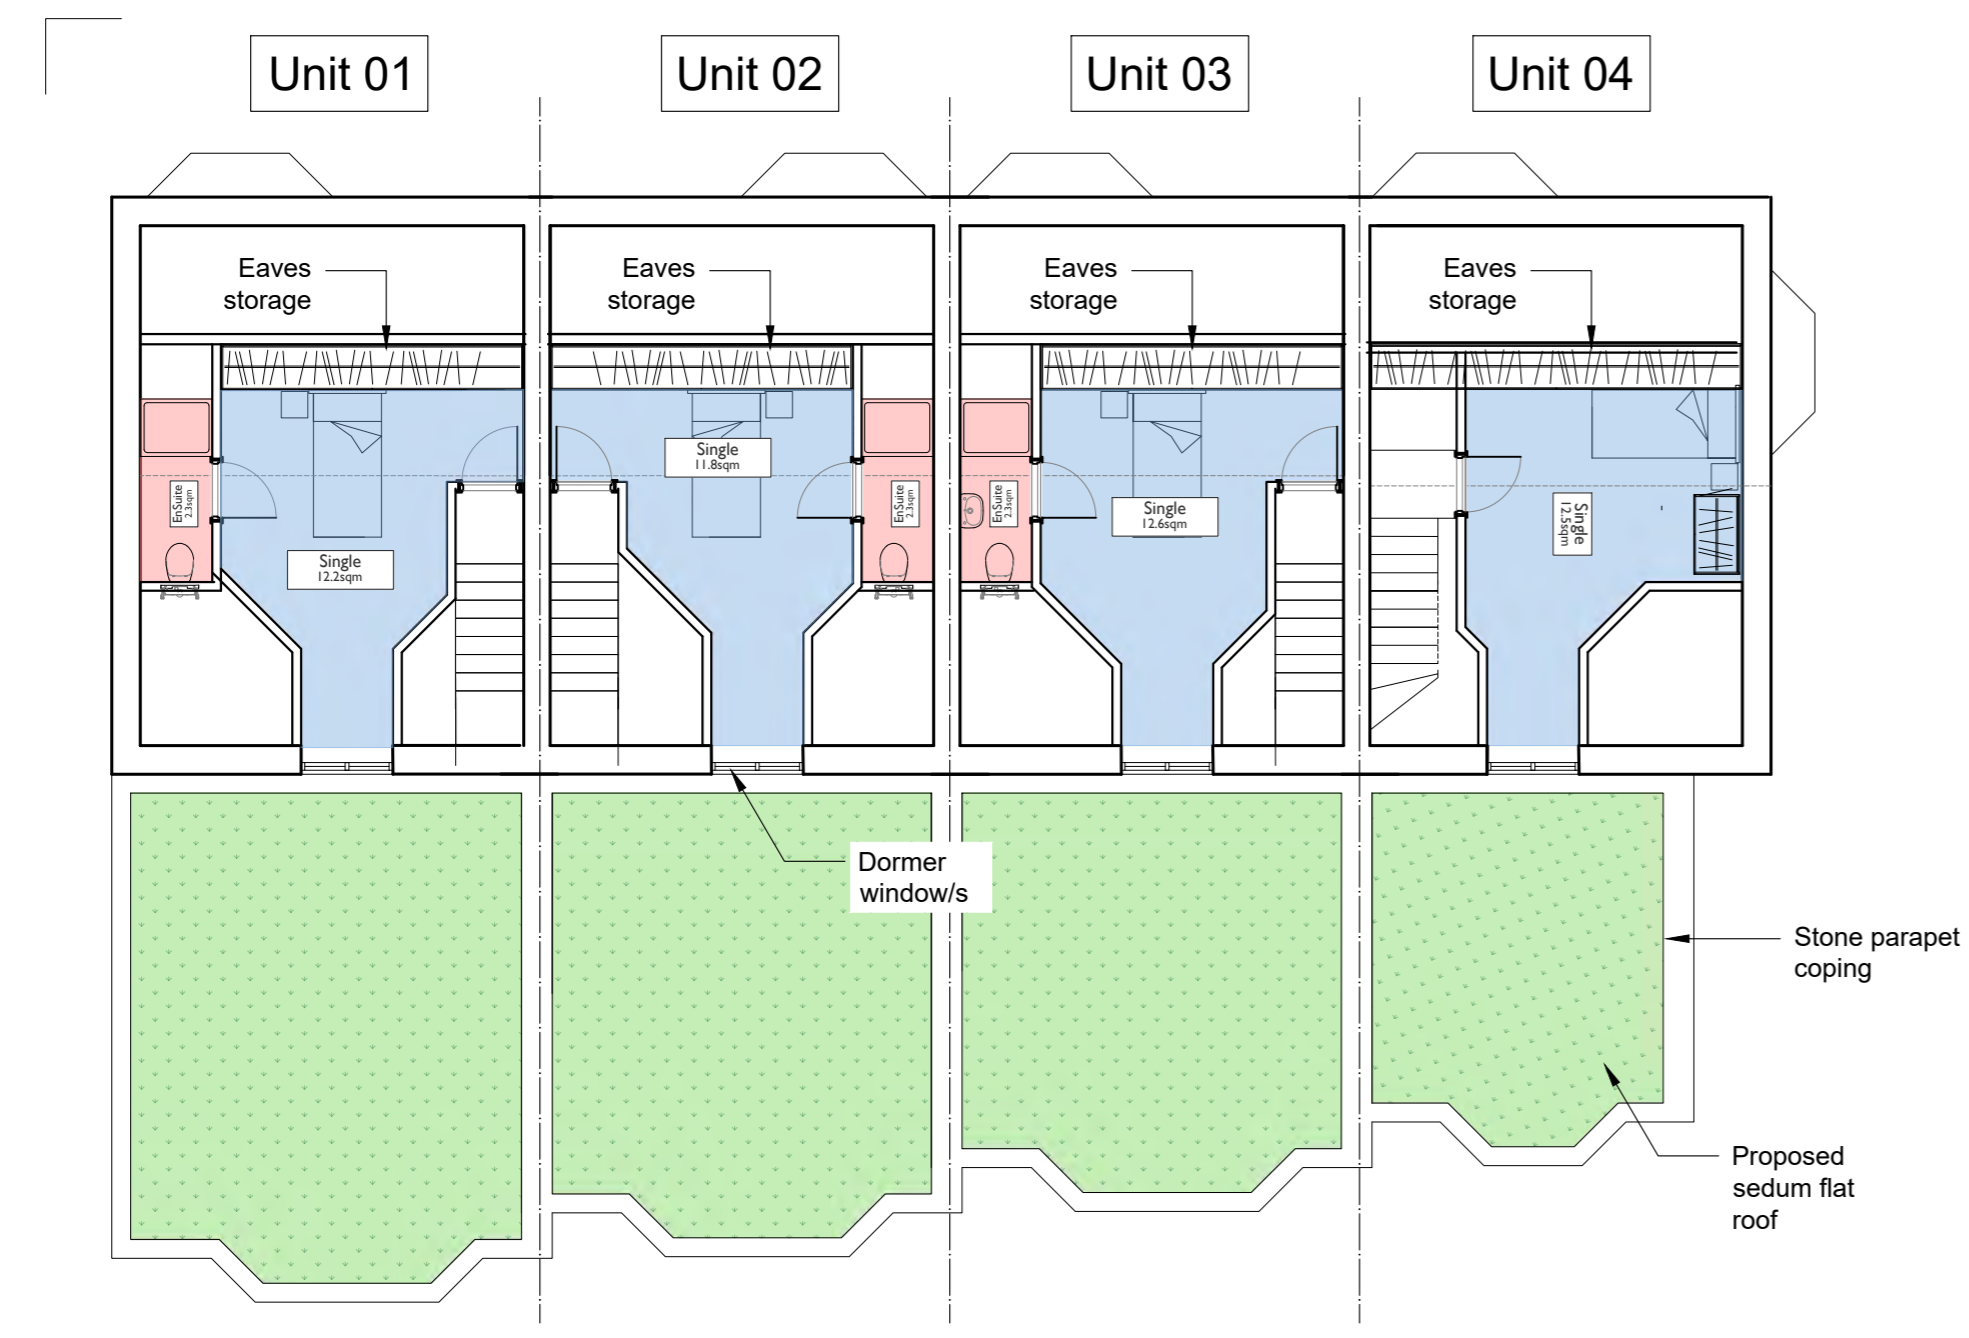 Unit 01
Unit 02
Unit 03
Unit 04
Eaves
storage
Eaves
storage
Eaves
storage
Eaves
storage
EnSuite
2.3sqm
Single
12.2sqm
Single
11.8sqm
EnSuite
2.3sqm
EnSuite
2.3sqm
Single
12.6sqm
Single
12.5sqm
Dormer
window/s
Stone parapet
coping
Proposed
sedum flat
roof